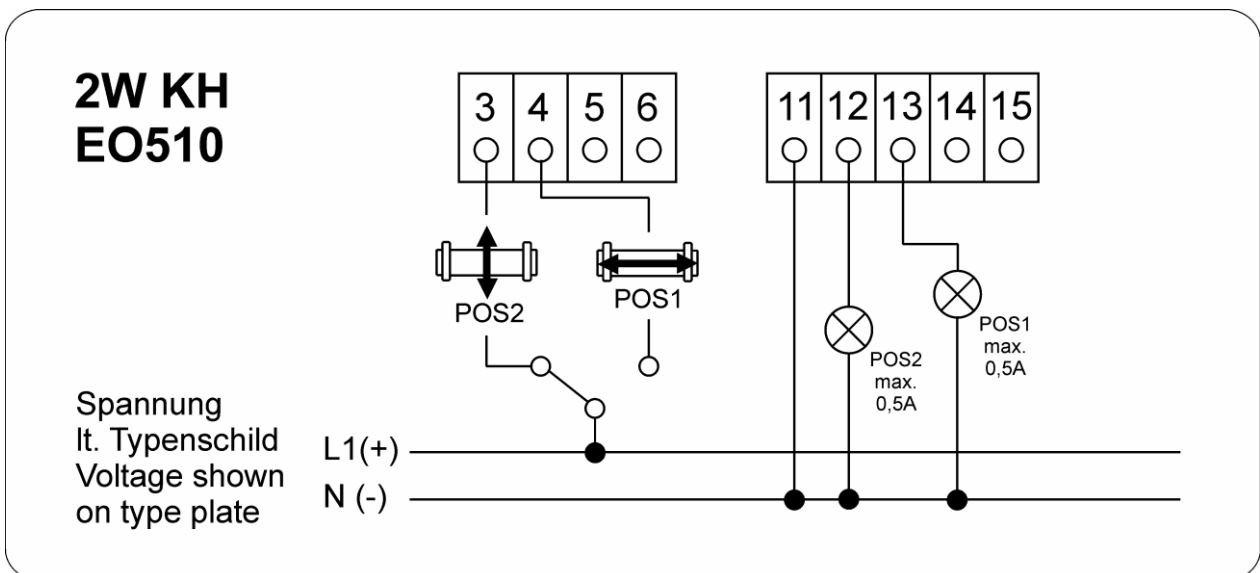 2W KH
EO510
3 4 5 6
11 12 13 14 15
POS2
POS1
POS1
max.
0,5A
POS2
max.
0,5A
Spannung
lt. Typenschild
Voltage shown
on type plate
L1(+)
N (-)